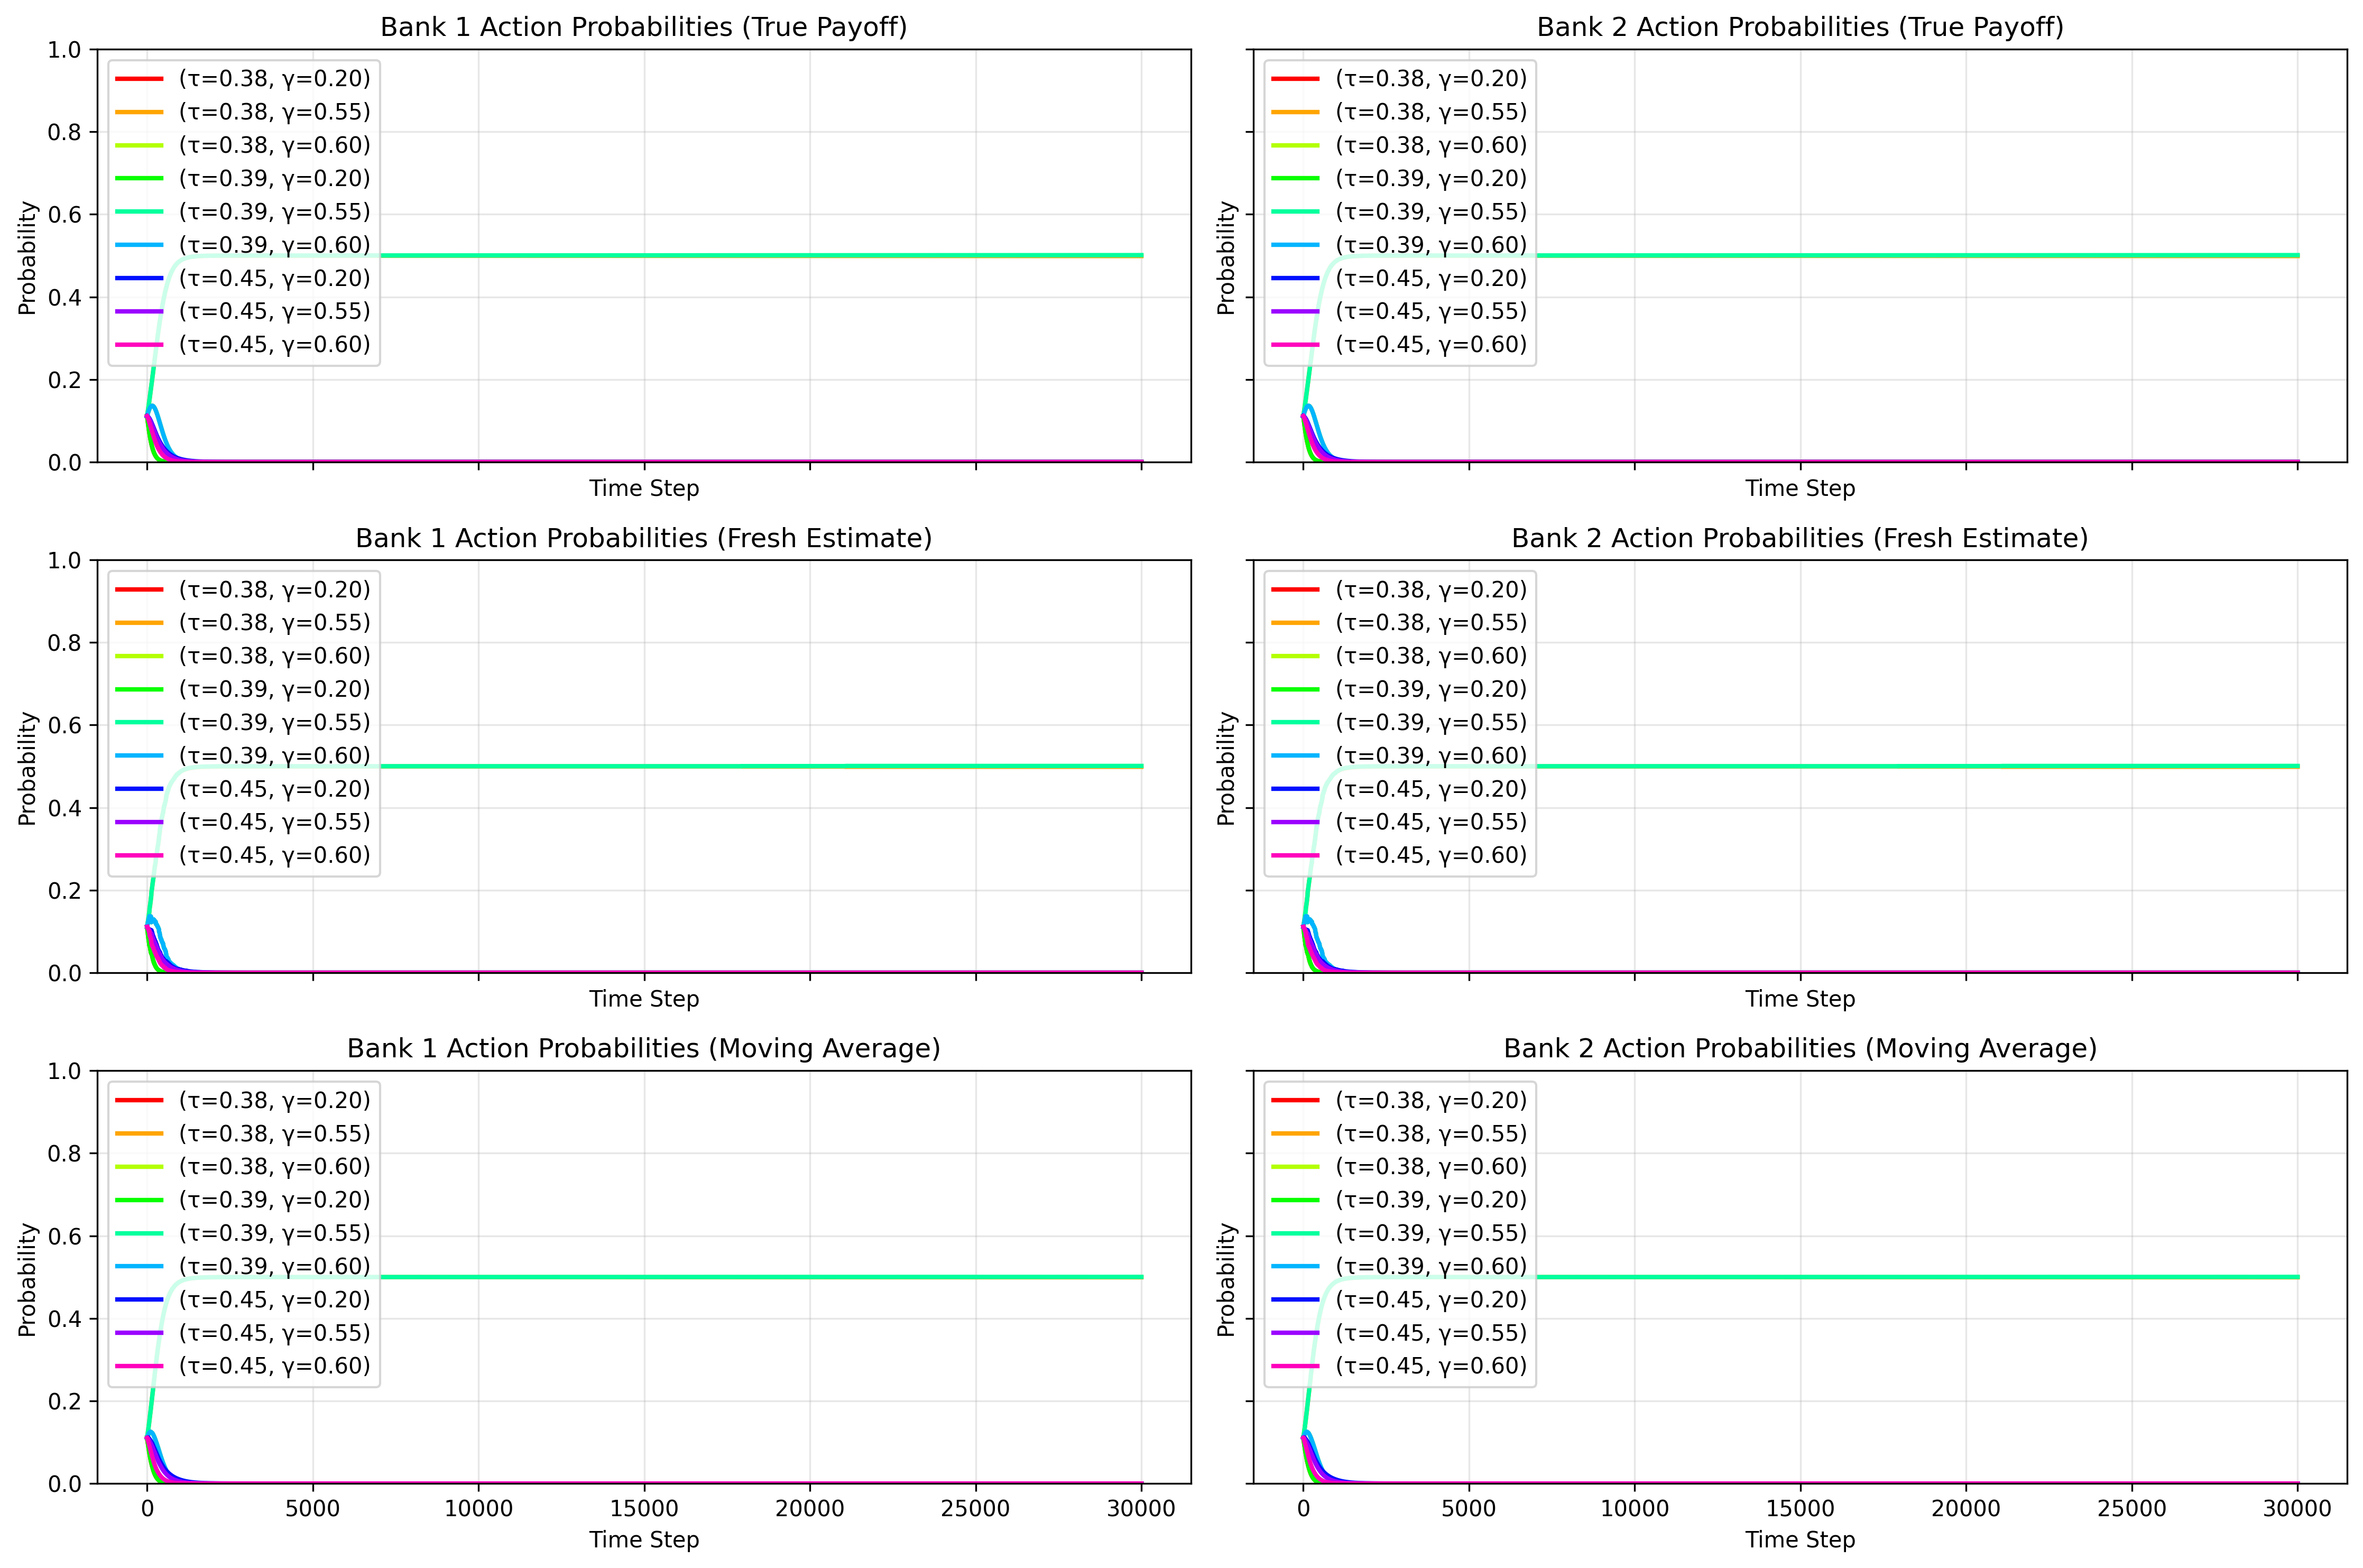 Bank 1 Action Probabilities (True Payoff)
Probability
1.0
0.8
0.6
0.4
0.2
0.0
(τ=0.38, γ=0.20)
(τ=0.38, γ=0.55)
(τ=0.38, γ=0.60)
(τ=0.39, γ=0.20)
(τ=0.39, γ=0.55)
(τ=0.39, γ=0.60)
(τ=0.45, γ=0.20)
(τ=0.45, γ=0.55)
(τ=0.45, γ=0.60)
Time Step
Bank 2 Action Probabilities (True Payoff)
Probability
(τ=0.38, γ=0.20)
(τ=0.38, γ=0.55)
(τ=0.38, γ=0.60)
(τ=0.39, γ=0.20)
(τ=0.39, γ=0.55)
(τ=0.39, γ=0.60)
(τ=0.45, γ=0.20)
(τ=0.45, γ=0.55)
(τ=0.45, γ=0.60)
Time Step
Bank 1 Action Probabilities (Fresh Estimate)
Probability
1.0
0.8
0.6
0.4
0.2
0.0
(τ=0.38, γ=0.20)
(τ=0.38, γ=0.55)
(τ=0.38, γ=0.60)
(τ=0.39, γ=0.20)
(τ=0.39, γ=0.55)
(τ=0.39, γ=0.60)
(τ=0.45, γ=0.20)
(τ=0.45, γ=0.55)
(τ=0.45, γ=0.60)
Time Step
Bank 2 Action Probabilities (Fresh Estimate)
Probability
(τ=0.38, γ=0.20)
(τ=0.38, γ=0.55)
(τ=0.38, γ=0.60)
(τ=0.39, γ=0.20)
(τ=0.39, γ=0.55)
(τ=0.39, γ=0.60)
(τ=0.45, γ=0.20)
(τ=0.45, γ=0.55)
(τ=0.45, γ=0.60)
Time Step
Bank 1 Action Probabilities (Moving Average)
Probability
1.0
0.8
0.6
0.4
0.2
0.0
(τ=0.38, γ=0.20)
(τ=0.38, γ=0.55)
(τ=0.38, γ=0.60)
(τ=0.39, γ=0.20)
(τ=0.39, γ=0.55)
(τ=0.39, γ=0.60)
(τ=0.45, γ=0.20)
(τ=0.45, γ=0.55)
(τ=0.45, γ=0.60)
0 5000 10000 15000 20000 25000 30000
Time Step
Bank 2 Action Probabilities (Moving Average)
Probability
(τ=0.38, γ=0.20)
(τ=0.38, γ=0.55)
(τ=0.38, γ=0.60)
(τ=0.39, γ=0.20)
(τ=0.39, γ=0.55)
(τ=0.39, γ=0.60)
(τ=0.45, γ=0.20)
(τ=0.45, γ=0.55)
(τ=0.45, γ=0.60)
0 5000 10000 15000 20000 25000 30000
Time Step